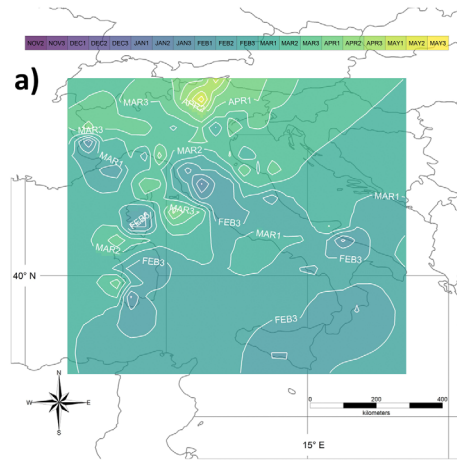 NOV2 NOV3 DEC1 DEC2 DEC3 JAN1 JAN2 JAN3 FEB1 FEB2 FEB3 MAR1 MAR2 MAR3 APR1 APR2 APR3 MAY1 MAY2 MAY3
a)
MAR3 APR1
MAR3
MAR2
MAR1
MAR1
MAR3
FEB3
MAR1
MAR2
FEB3
40° N
FEB3
N
W E
S
0 200 400
kilometers
15° E